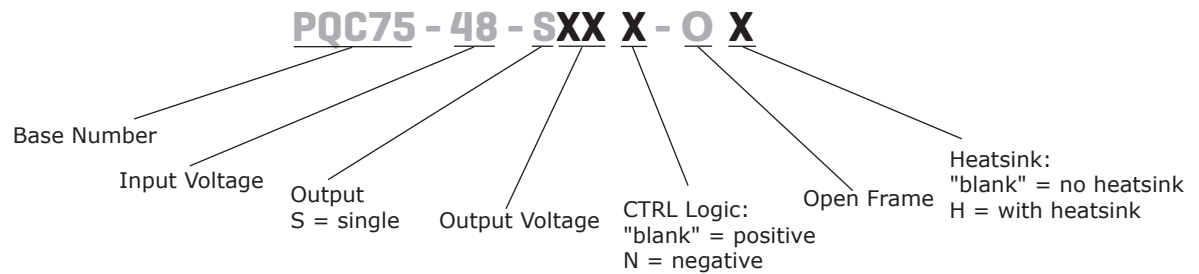 PQC75 - 48 - SXX X - O X
Base Number
Input Voltage
Output
S = single
Output Voltage
CTRL Logic:
"blank" = positive
N = negative
Open Frame
Heatsink:
"blank" = no heatsink
H = with heatsink